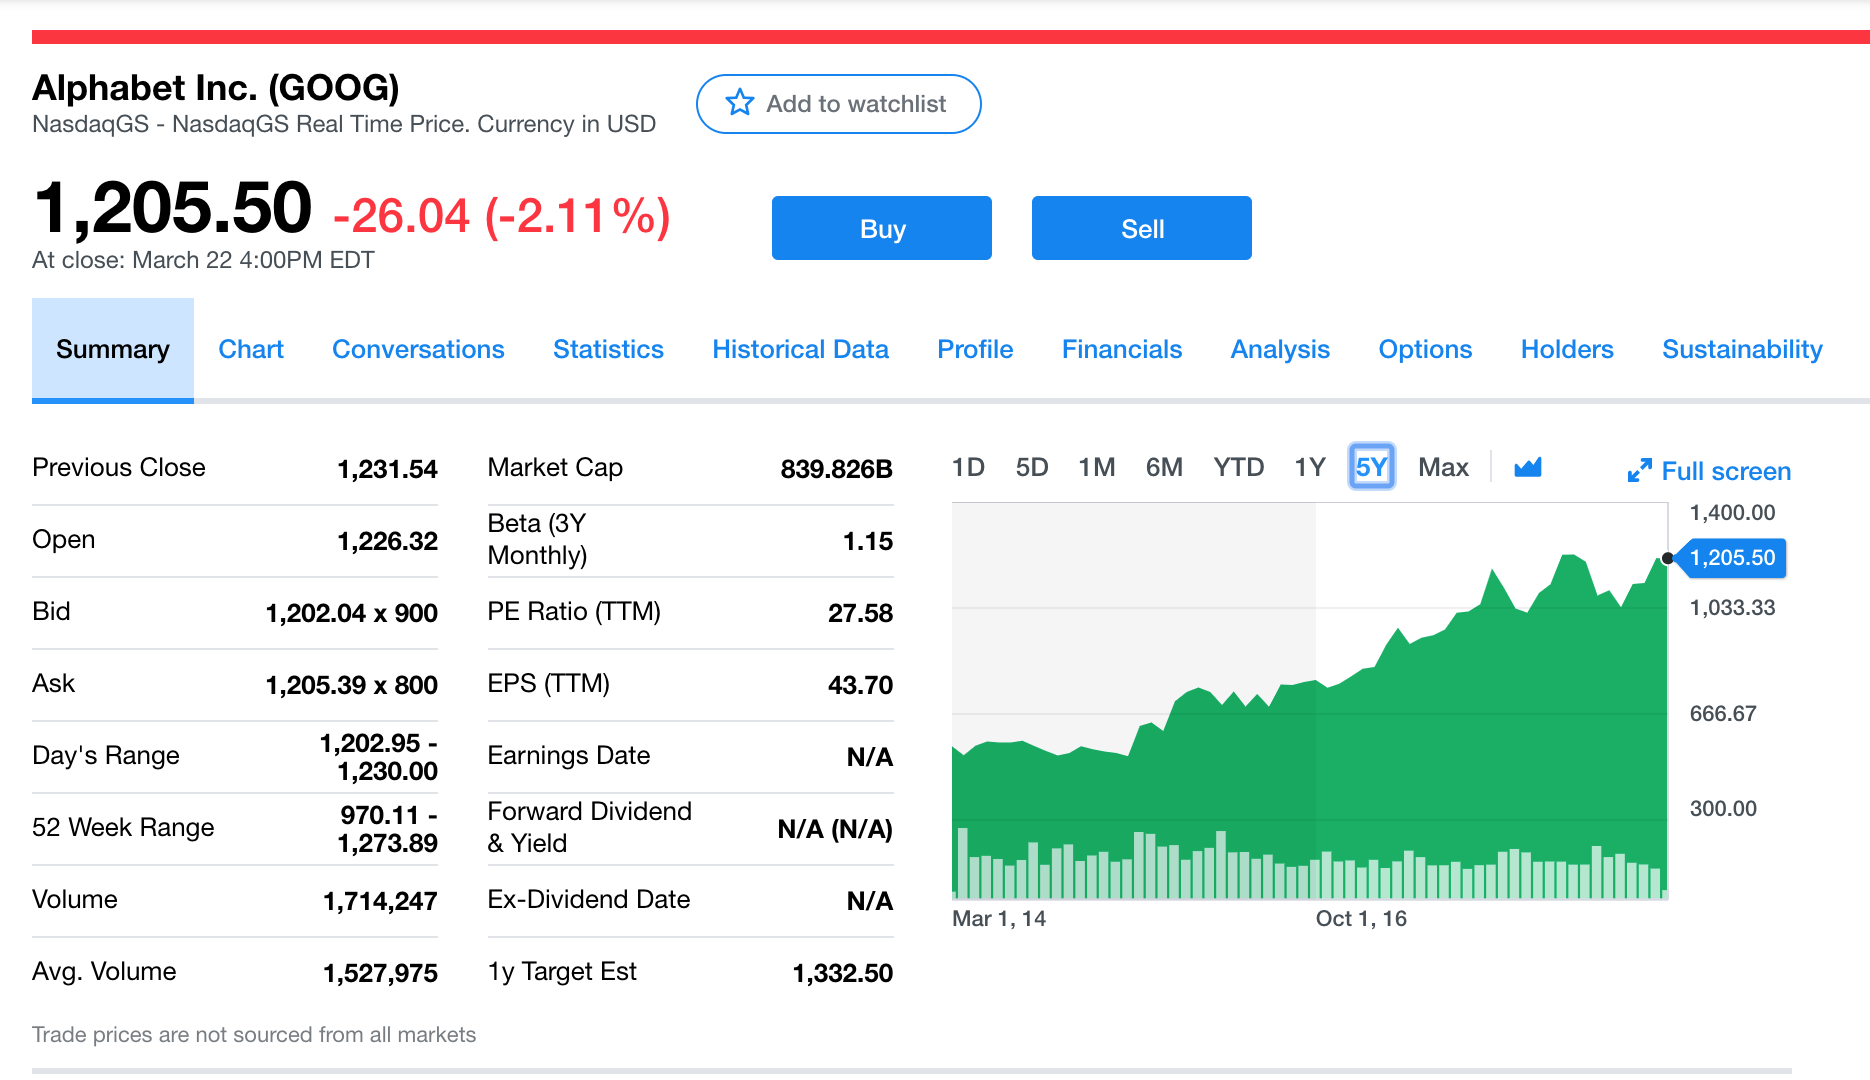 Alphabet Inc. (GOOG)
Add to watchlist
NasdaqGS - NasdaqGS Real Time Price. Currency in USD
1,205.50 -26.04 (-2.11%)
Buy
Sell
At close: March 22 4:00PM EDT
Summary Chart Conversations Statistics Historical Data Profile Financials Analysis Options Holders Sustainability
Previous Close 1,231.54
Open 1,226.32
Bid 1,202.04 x 900
Ask 1,205.39 x 800
Day's Range 1,202.95 -
1,230.00
52 Week Range 970.11 -
1,273.89
Volume 1,714,247
Avg. Volume 1,527,975
Market Cap 839.826B
Beta (3Y
Monthly) 1.15
PE Ratio (TTM) 27.58
EPS (TTM) 43.70
Earnings Date N/A
Forward Dividend
& Yield N/A (N/A)
Ex-Dividend Date N/A
1y Target Est 1,332.50
1D 5D 1M 6M YTD 1Y 5Y Max Full screen
1,400.00
1,205.50
1,033.33
666.67
300.00
Mar 1, 14 Oct 1, 16
Trade prices are not sourced from all markets